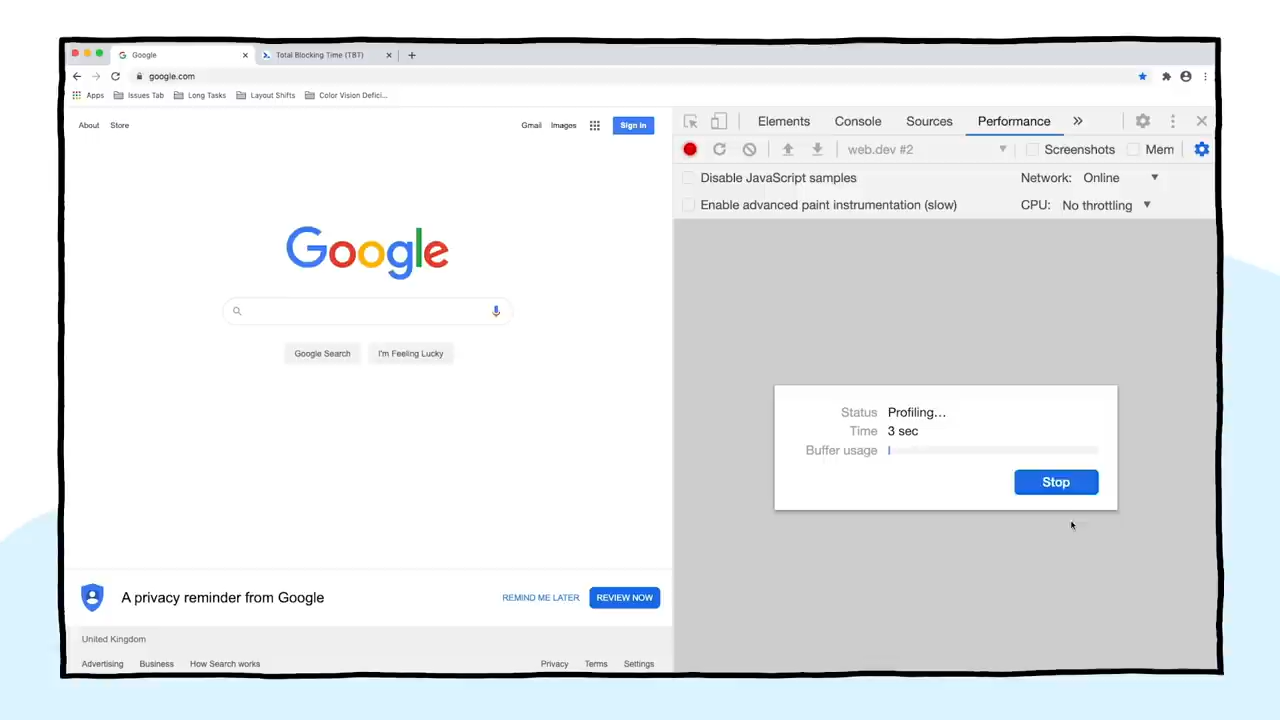 Google
Total Blocking Time (TBT)
google.com
Apps
Issues Tab
Long Tasks
Layout Shifts
Color Vision Defici...
About
Store
Gmail
Images
Sign in
Google
Google Search
I'm Feeling Lucky
A privacy reminder from Google
REMIND ME LATER
REVIEW NOW
United Kingdom
Advertising
Business
How Search works
Privacy
Terms
Settings
Elements
Console
Sources
Performance
web.dev #2
Screenshots
Mem
Disable JavaScript samples
Network: Online
Enable advanced paint instrumentation (slow)
CPU: No throttling
Status Profiling…
Time 3 sec
Buffer usage
Stop